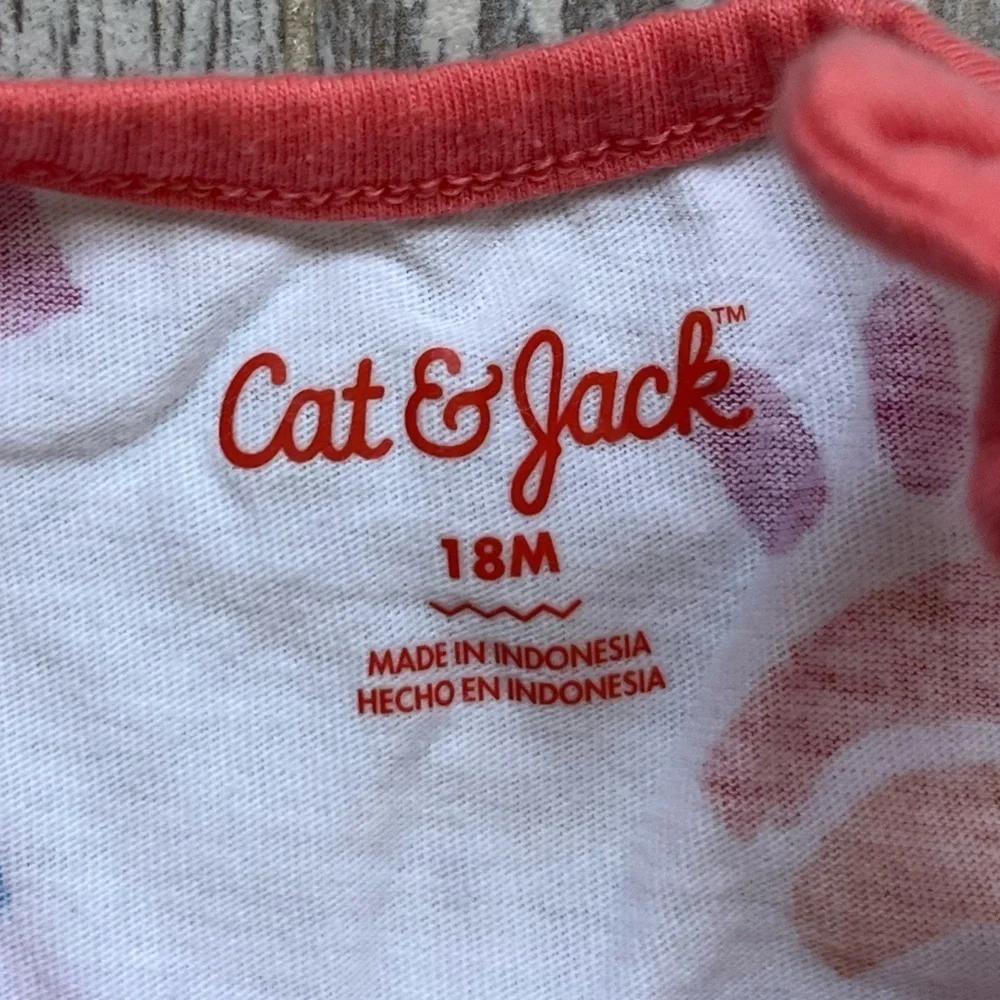 Cat & Jack™
18M
MADE IN INDONESIA
HECHO EN INDONESIA